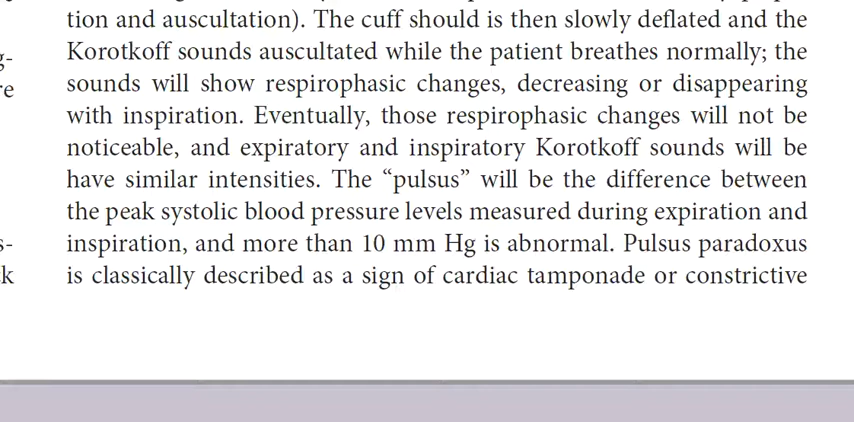 tion and auscultation). The cuff should is then slowly deflated and the
Korotkoff sounds auscultated while the patient breathes normally; the
sounds will show respirophasic changes, decreasing or disappearing
with inspiration. Eventually, those respirophasic changes will not be
noticeable, and expiratory and inspiratory Korotkoff sounds will be
have similar intensities. The “pulsus” will be the difference between
the peak systolic blood pressure levels measured during expiration and
inspiration, and more than 10 mm Hg is abnormal. Pulsus paradoxus
is classically described as a sign of cardiac tamponade or constrictive